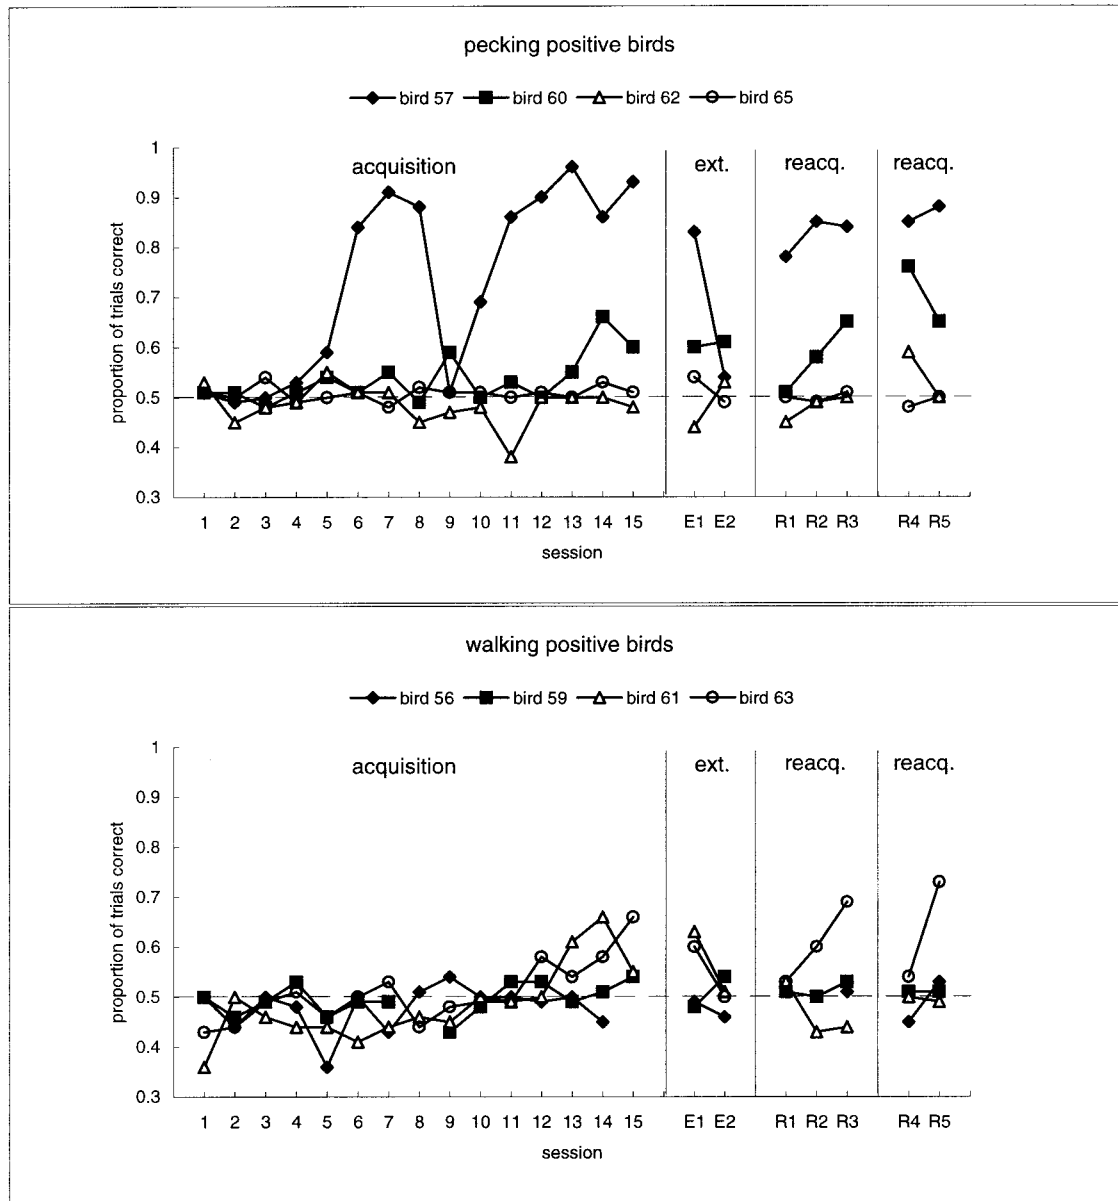 pecking positive birds
bird 57 bird 60 bird 62 bird 65
1
acquisition ext. reacq. reacq.
0.9
0.8
0.7
0.6
0.5
0.4
0.3
proportion of trials correct
1 2 3 4 5 6 7 8 9 10 11 12 13 14 15 E1 E2 R1 R2 R3 R4 R5
session
walking positive birds
bird 56 bird 59 bird 61 bird 63
1
acquisition ext. reacq. reacq.
0.9
0.8
0.7
0.6
0.5
0.4
0.3
proportion of trials correct
1 2 3 4 5 6 7 8 9 10 11 12 13 14 15 E1 E2 R1 R2 R3 R4 R5
session